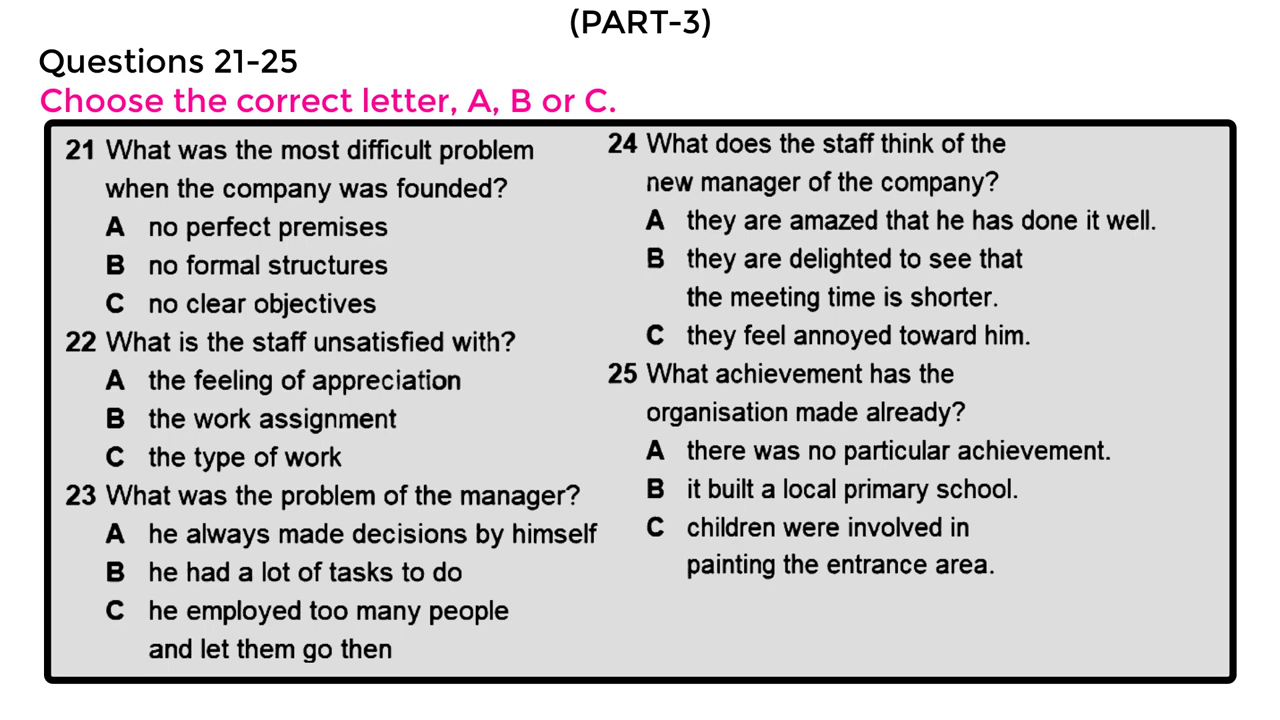 (PART-3)
Questions 21-25
Choose the correct letter, A, B or C.
21 What was the most difficult problem
when the company was founded?
A no perfect premises
B no formal structures
C no clear objectives
22 What is the staff unsatisfied with?
A the feeling of appreciation
B the work assignment
C the type of work
23 What was the problem of the manager?
A he always made decisions by himself
B he had a lot of tasks to do
C he employed too many people
and let them go then
24 What does the staff think of the
new manager of the company?
A they are amazed that he has done it well.
B they are delighted to see that
the meeting time is shorter.
C they feel annoyed toward him.
25 What achievement has the
organisation made already?
A there was no particular achievement.
B it built a local primary school.
C children were involved in
painting the entrance area.